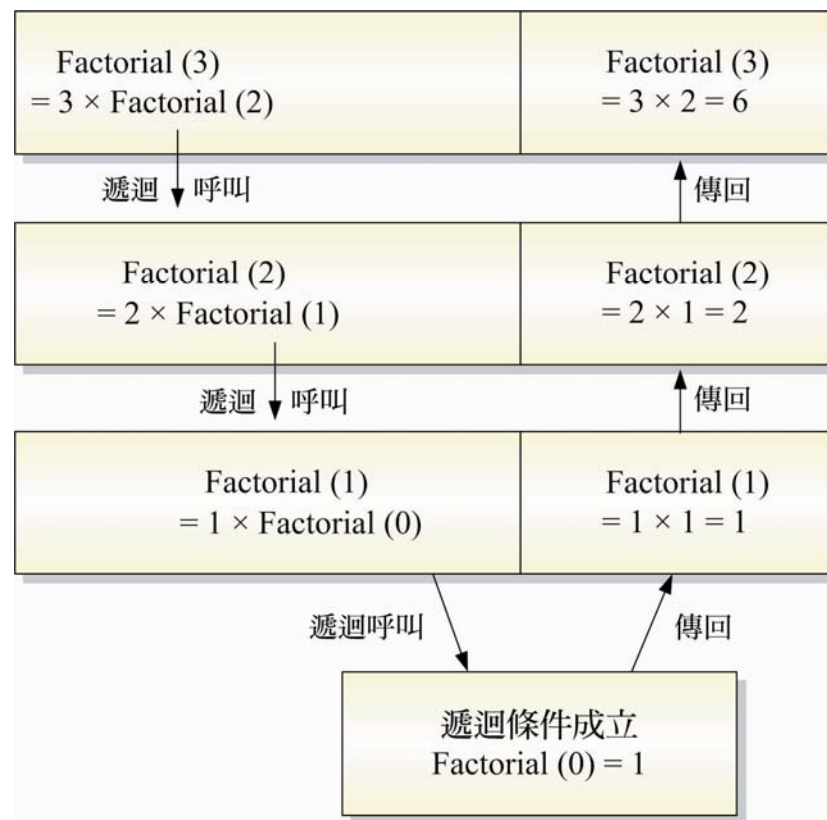 Factorial (3)
= 3 × Factorial (2)
Factorial (3)
= 3 × 2 = 6
遞迴 呼叫
傳回
Factorial (2)
= 2 × Factorial (1)
Factorial (2)
= 2 × 1 = 2
遞迴 呼叫
傳回
Factorial (1)
= 1 × Factorial (0)
Factorial (1)
= 1 × 1 = 1
遞迴呼叫
傳回
遞迴條件成立
Factorial (0) = 1